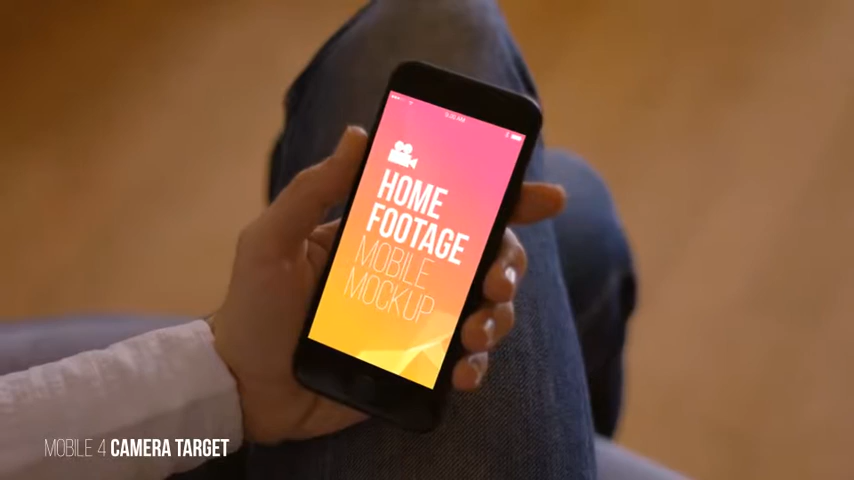 HOME
FOOTAGE
MOBILE
MOCKUP
MOBILE 4 CAMERA TARGET